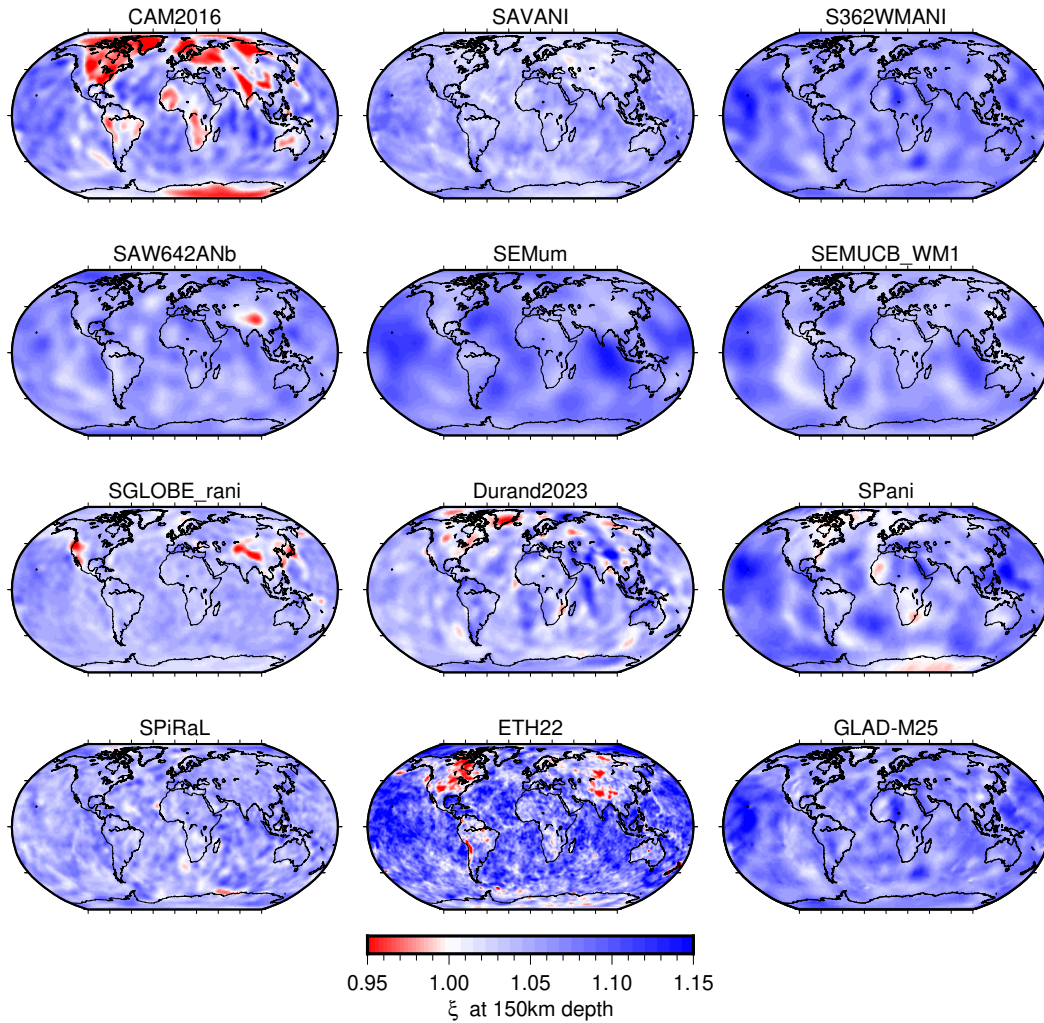 CAM2016 SAVANI S362WMANI
SAW642ANb SEMum SEMUCB_WM1
SGLOBE_rani Durand2023 SPani
SPiRaL ETH22 GLAD-M25
0.95 1.00 1.05 1.10 1.15
ξ at 150km depth